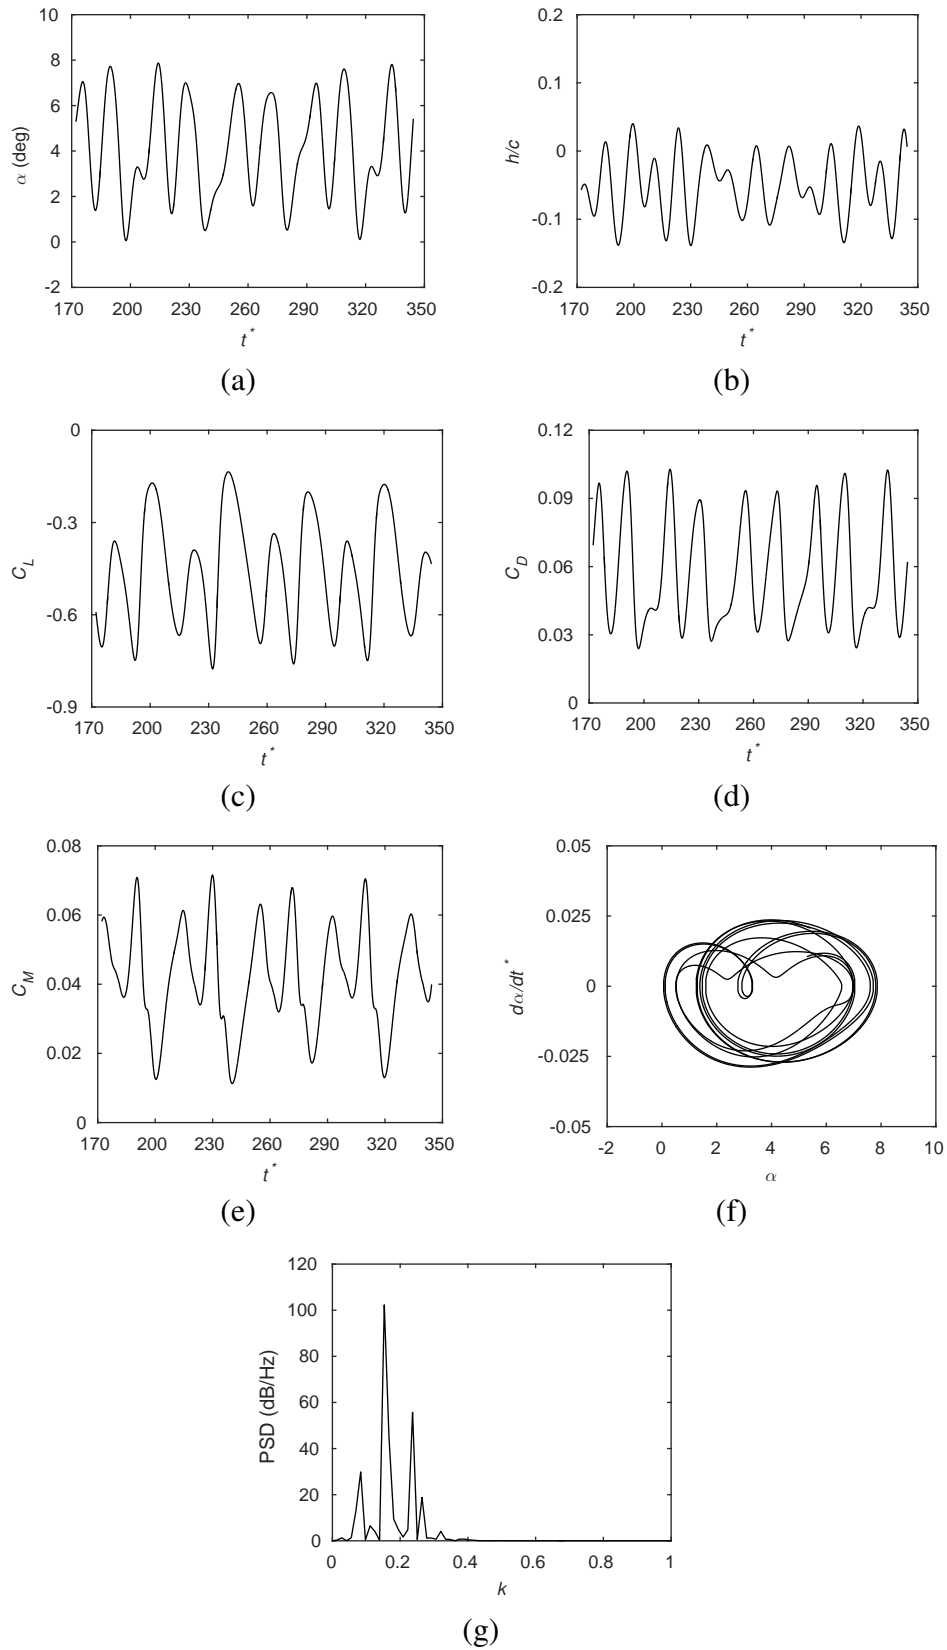 10
8
6
4
2
0
-2
α (deg)
170 200 230 260 290 320 350
t*
(a)
0.2
0.1
0
-0.1
-0.2
h/c
170 200 230 260 290 320 350
t*
(b)
0
-0.3
-0.6
-0.9
C_L
170 200 230 260 290 320 350
t*
(c)
0.12
0.09
0.06
0.03
0
C_D
170 200 230 260 290 320 350
t*
(d)
0.08
0.06
0.04
0.02
0
C_M
170 200 230 260 290 320 350
t*
(e)
0.05
0.025
0
-0.025
-0.05
dα/dt*
-2 0 2 4 6 8 10
α
(f)
120
100
80
60
40
20
0
PSD (dB/Hz)
0 0.2 0.4 0.6 0.8 1
k
(g)